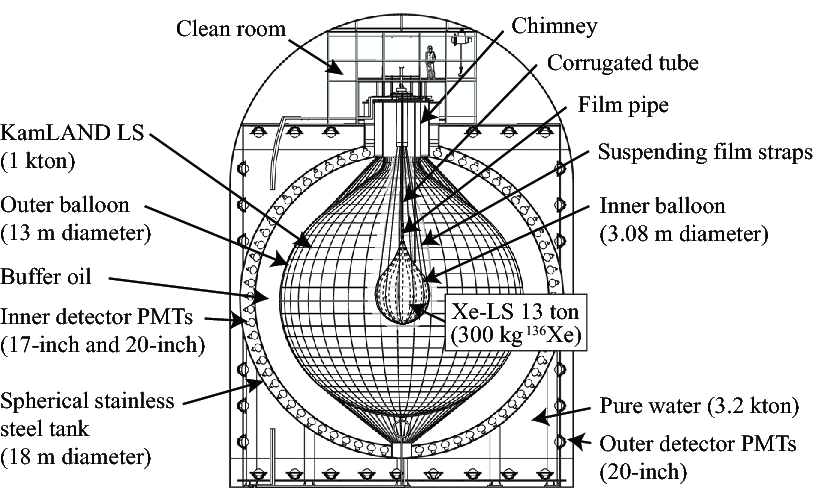 Clean room
Chimney
Corrugated tube
Film pipe
Suspending film straps
Inner balloon
(3.08 m diameter)
Xe-LS 13 ton
(300 kg ¹³⁶Xe)
Pure water (3.2 kton)
Outer detector PMTs
(20-inch)
KamLAND LS
(1 kton)
Outer balloon
(13 m diameter)
Buffer oil
Inner detector PMTs
(17-inch and 20-inch)
Spherical stainless
steel tank
(18 m diameter)